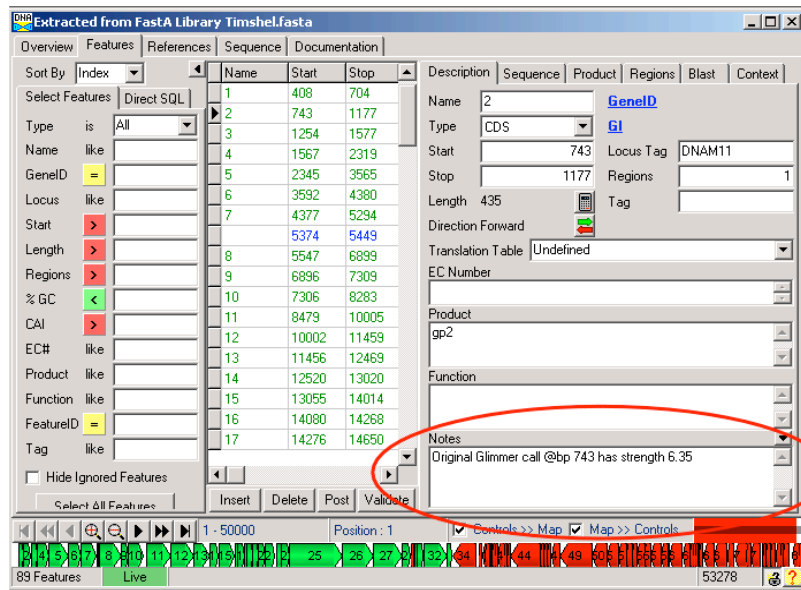 DNA Extracted from FastA Library Timshel.fasta
Overview Features References Sequence Documentation
Sort By Index
Select Features Direct SQL
Type is All
Name like
GeneID =
Locus like
Start >
Length >
Regions >
% GC <
CAI >
EC# like
Product like
Function like
FeatureID =
Tag like
Hide Ignored Features
Select All Features
Name Start Stop
1 408 704
2 743 1177
3 1254 1577
4 1567 2319
5 2345 3565
6 3592 4380
7 4377 5294
5374 5449
8 5547 6899
9 6896 7309
10 7306 8283
11 8479 10005
12 10002 11459
13 11456 12469
14 12520 13020
15 13055 14014
16 14080 14268
17 14276 14650
Insert Delete Post Validate
Description Sequence Product Regions Blast Context
Name 2 GeneID
Type CDS GI
Start 743 Locus Tag DNAM11
Stop 1177 Regions 1
Length 435 Tag
Direction Forward
Translation Table Undefined
EC Number
Product
gp2
Function
Notes
Original Glimmer call @bp 743 has strength 6.35
1 - 50000 Position : 1 Controls >> Map Map >> Controls
8 11 12 25 26 27 32 34 44 49
89 Features Live 53278 ?